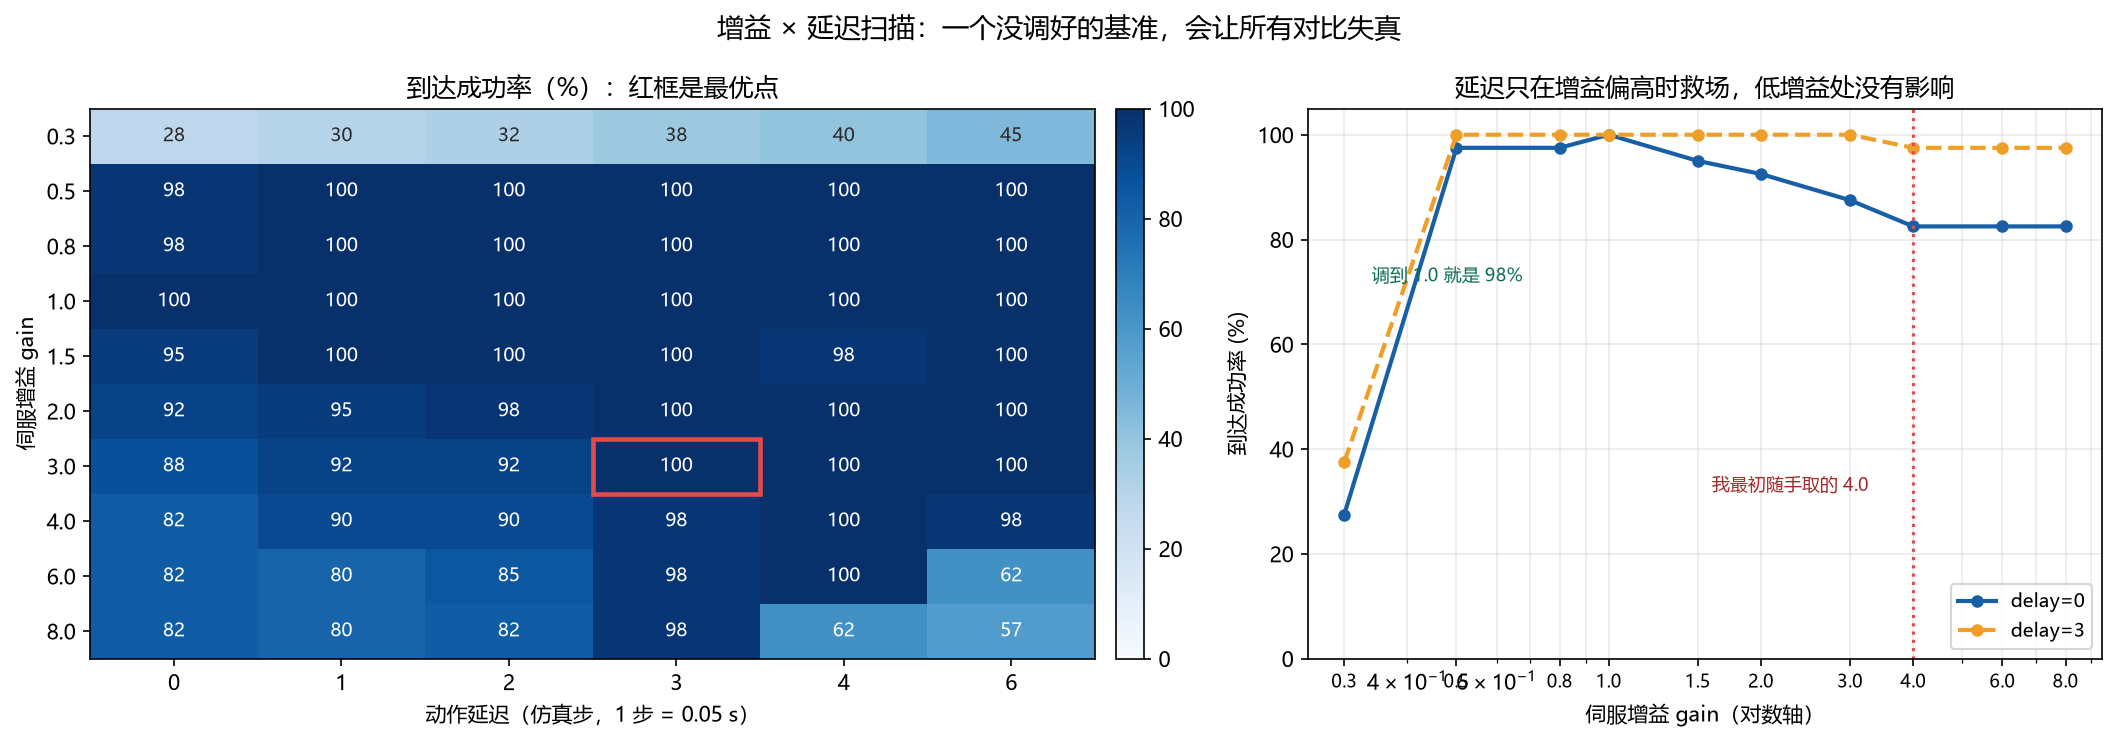 增益 × 延迟扫描：一个没调好的基准，会让所有对比失真
到达成功率（%）：红框是最优点
伺服增益 gain
0.3 28 30 32 38 40 45
0.5 98 100 100 100 100 100
0.8 98 100 100 100 100 100
1.0 100 100 100 100 100 100
1.5 95 100 100 100 98 100
2.0 92 95 98 100 100 100
3.0 88 92 92 100 100 100
4.0 82 90 90 98 100 98
6.0 82 80 85 98 100 62
8.0 82 80 82 98 62 57
0 1 2 3 4 6
动作延迟（仿真步，1 步 = 0.05 s）
100
80
60
40
20
0
延迟只在增益偏高时救场，低增益处没有影响
到达成功率 (%)
100
80
60
40
20
0
调到 1.0 就是 98%
我最初随手取的 4.0
delay=0
delay=3
0.3 4 × 10⁻¹ 0.5 6 × 10⁻¹ 0.8 1.0 1.5 2.0 3.0 4.0 6.0 8.0
伺服增益 gain（对数轴）